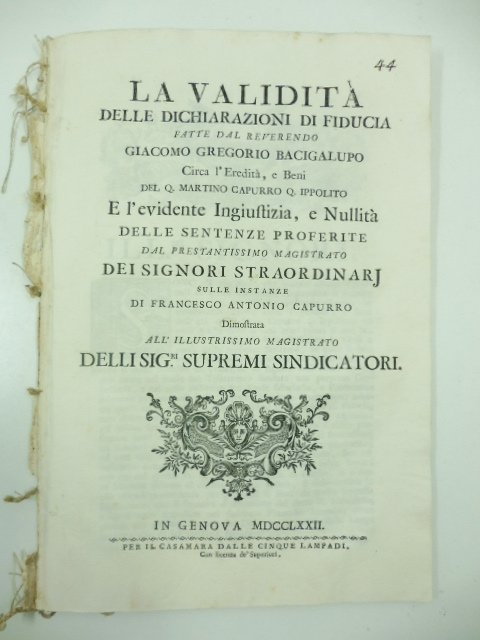 44
LA VALIDITÀ
DELLE DICHIARAZIONI DI FIDUCIA
FATTE DAL REVERENDO
GIACOMO GREGORIO BACIGALUPO
Circa l'Eredità, e Beni
DEL Q. MARTINO CAPURRO Q. IPPOLITO
E l'evidente Ingiuſtizia, e Nullità
DELLE SENTENZE PROFERITE
DAL PRESTANTISSIMO MAGISTRATO
DEI SIGNORI STRAORDINARJ
SULLE INSTANZE
DI FRANCESCO ANTONIO CAPURRO
Dimoſtrata
ALL' ILLUSTRISSIMO MAGISTRATO
DELLI SIG.RI SUPREMI SINDICATORI.
IN GENOVA MDCCLXXII.
PER IL CASAMARA DALLE CINQUE LAMPADI.
Con licenza de' Superiori.